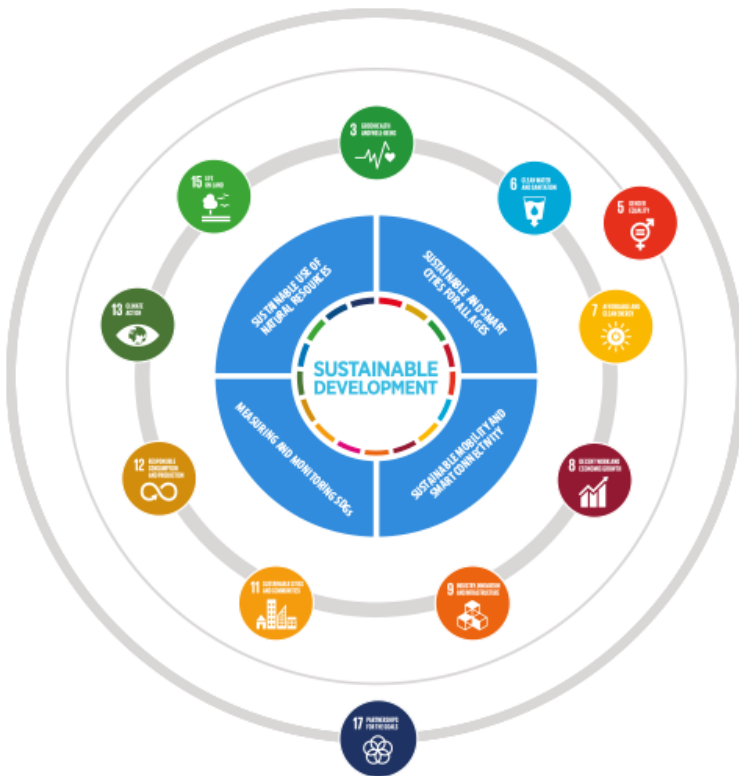 3 GOOD HEALTH
AND WELL-BEING
15 LIFE
ON LAND
6 CLEAN WATER
AND SANITATION
5 GENDER
EQUALITY
SUSTAINABLE USE OF
NATURAL RESOURCES
SUSTAINABLE AND SMART
CITIES FOR ALL AGES
13 CLIMATE
ACTION
7 AFFORDABLE AND
CLEAN ENERGY
SUSTAINABLE
DEVELOPMENT
MEASURING AND MONITORING SDGs
SUSTAINABLE MOBILITY AND
SMART CONNECTIVITY
12 RESPONSIBLE
CONSUMPTION
AND PRODUCTION
8 DECENT WORK AND
ECONOMIC GROWTH
11 SUSTAINABLE CITIES
AND COMMUNITIES
9 INDUSTRY, INNOVATION
AND INFRASTRUCTURE
17 PARTNERSHIPS
FOR THE GOALS